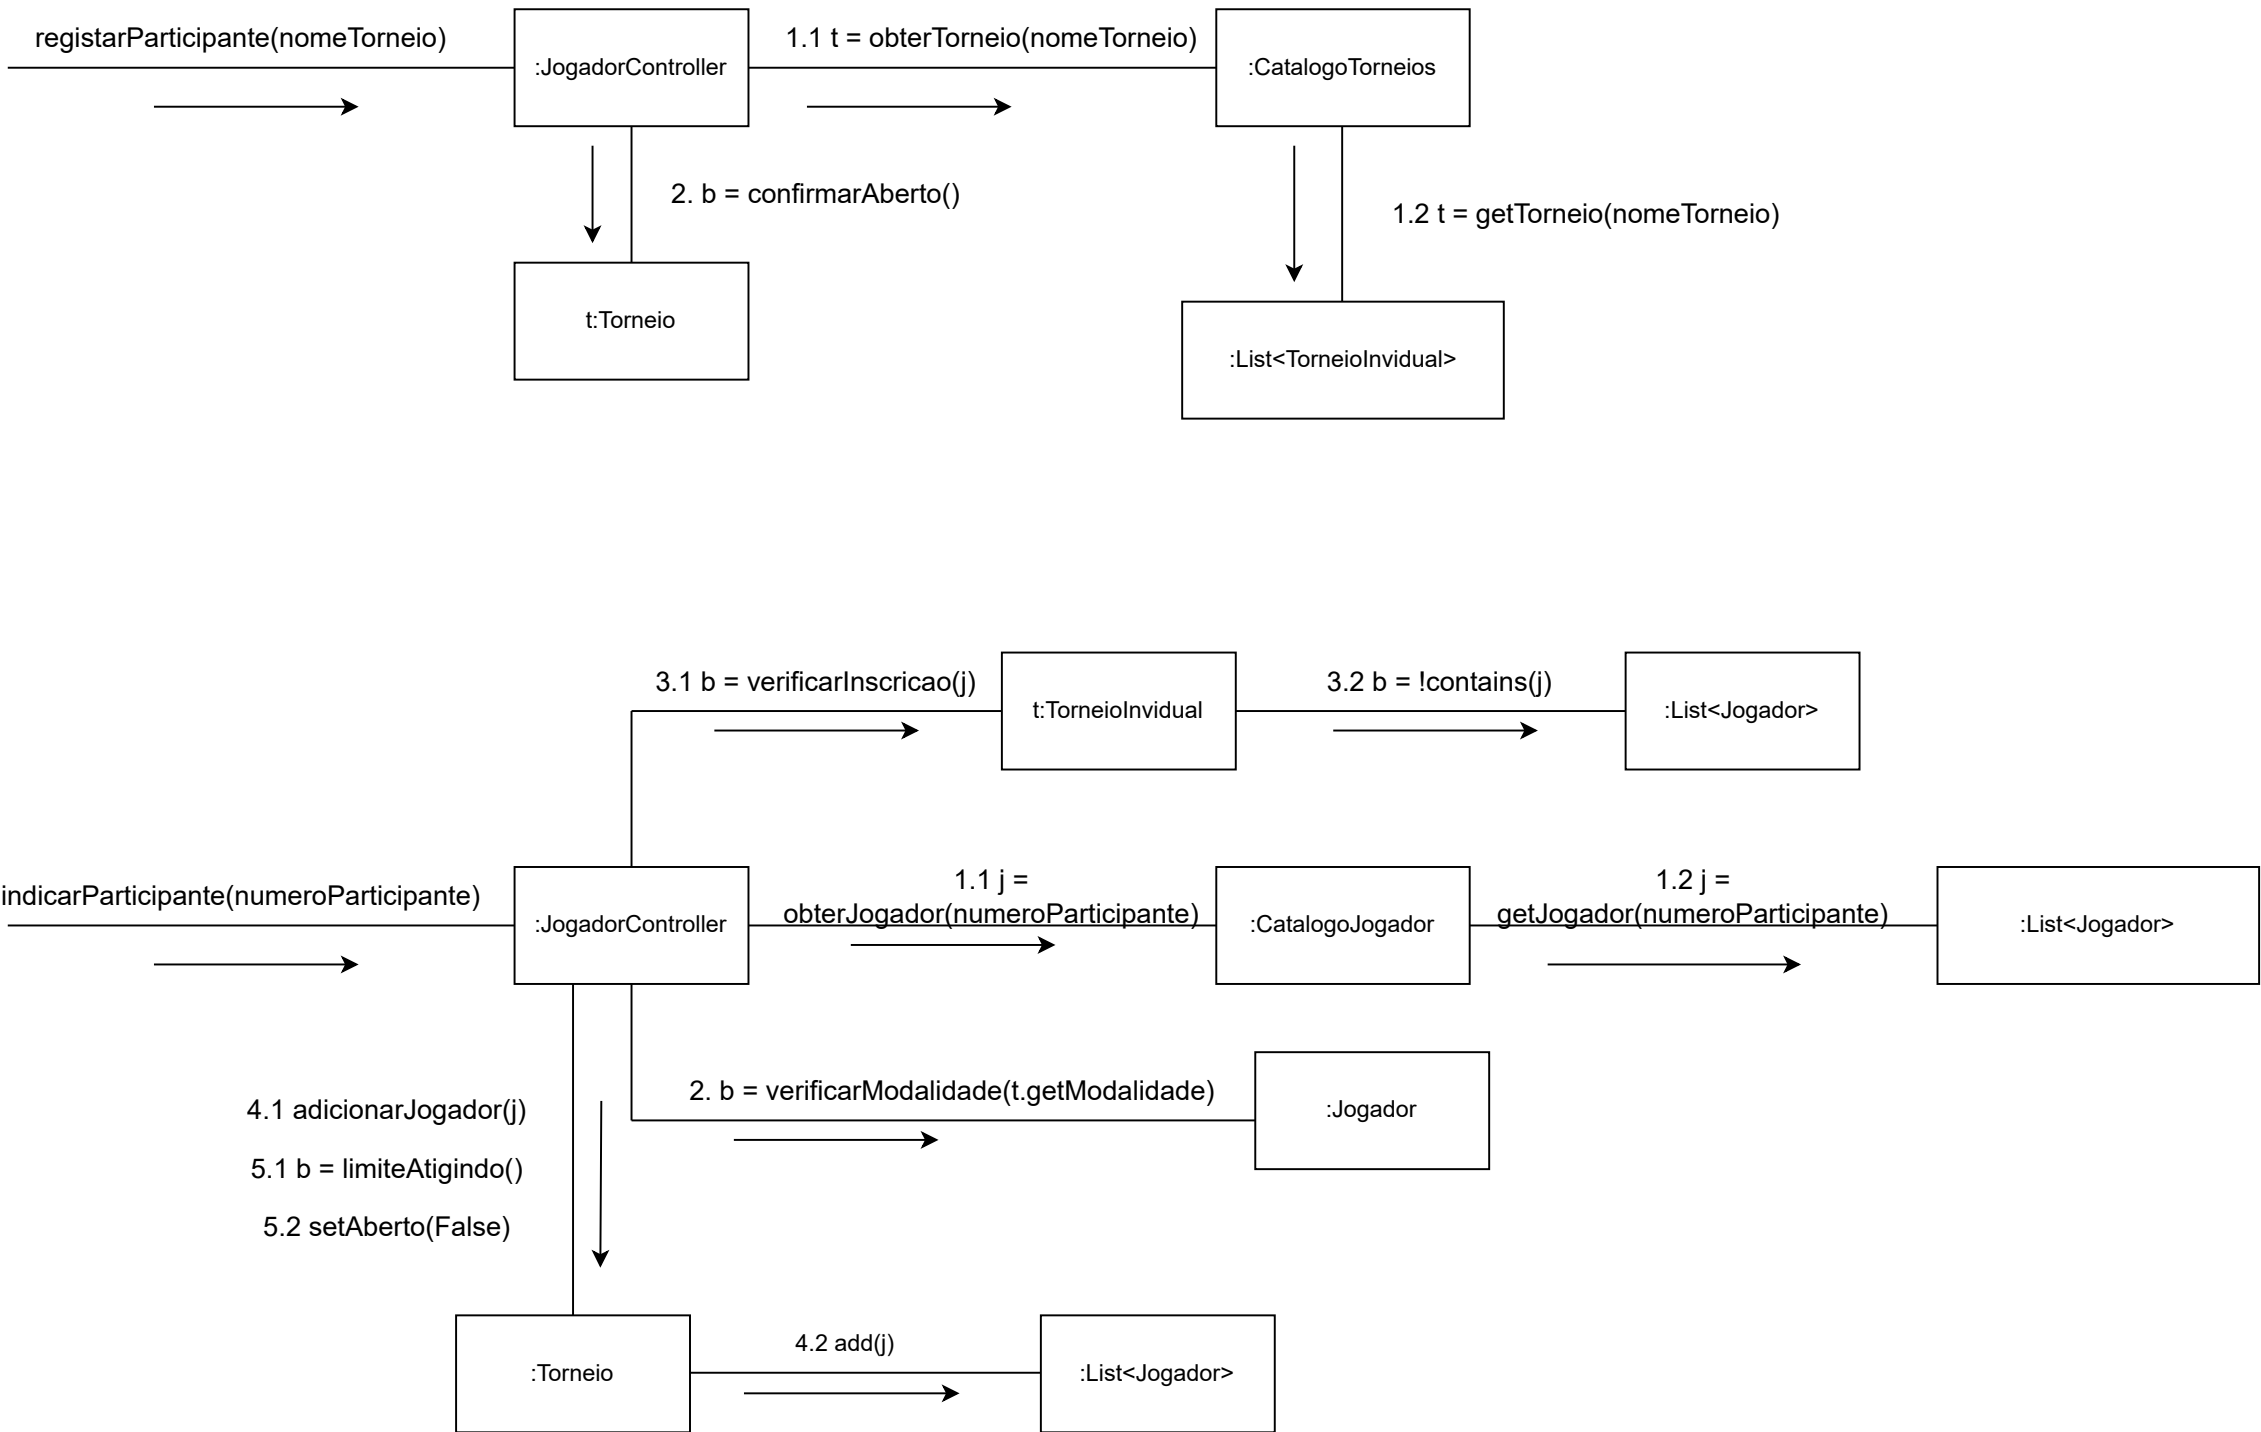 registarParticipante(nomeTorneio)
:JogadorController
1.1 t = obterTorneio(nomeTorneio)
:CatalogoTorneios
2. b = confirmarAberto()
1.2 t = getTorneio(nomeTorneio)
t:Torneio
:List<TorneioInvidual>
3.1 b = verificarInscricao(j)
t:TorneioInvidual
3.2 b = !contains(j)
:List<Jogador>
indicarParticipante(numeroParticipante)
:JogadorController
1.1 j =
obterJogador(numeroParticipante)
:CatalogoJogador
1.2 j =
getJogador(numeroParticipante)
:List<Jogador>
2. b = verificarModalidade(t.getModalidade)
:Jogador
4.1 adicionarJogador(j)
5.1 b = limiteAtigindo()
5.2 setAberto(False)
:Torneio
4.2 add(j)
:List<Jogador>